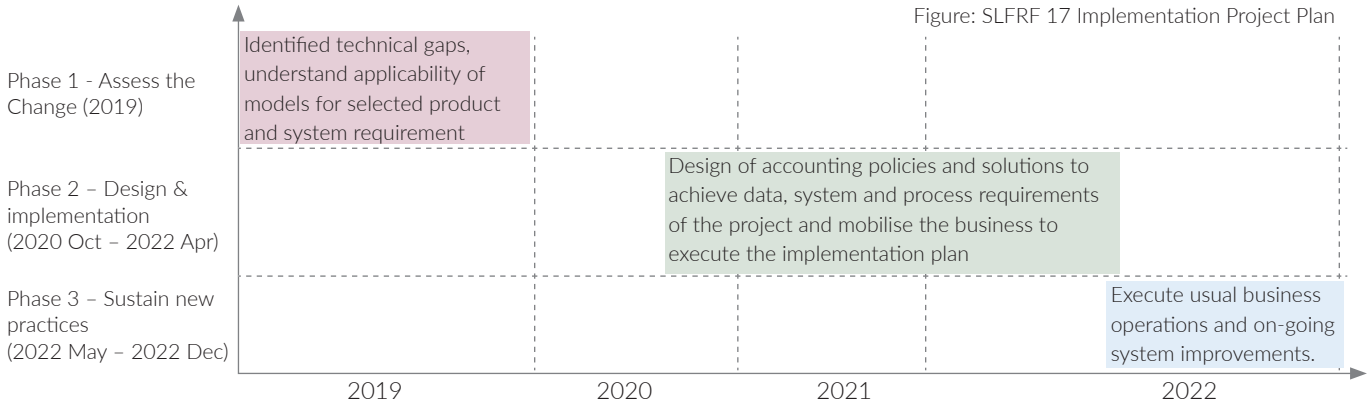 Figure: SLFRF 17 Implementation Project Plan
Phase 1 - Assess the
Change (2019)
Identified technical gaps,
understand applicability of
models for selected product
and system requirement
Phase 2 – Design &
implementation
(2020 Oct – 2022 Apr)
Design of accounting policies and solutions to
achieve data, system and process requirements
of the project and mobilise the business to
execute the implementation plan
Phase 3 – Sustain new
practices
(2022 May – 2022 Dec)
Execute usual business
operations and on-going
system improvements.
2019
2020
2021
2022